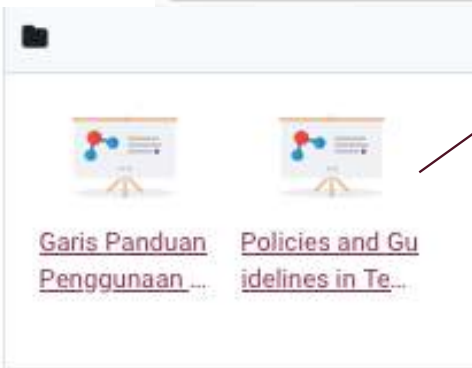 Garis Panduan
Penggunaan ...
Policies and Gu
idelines in Te...